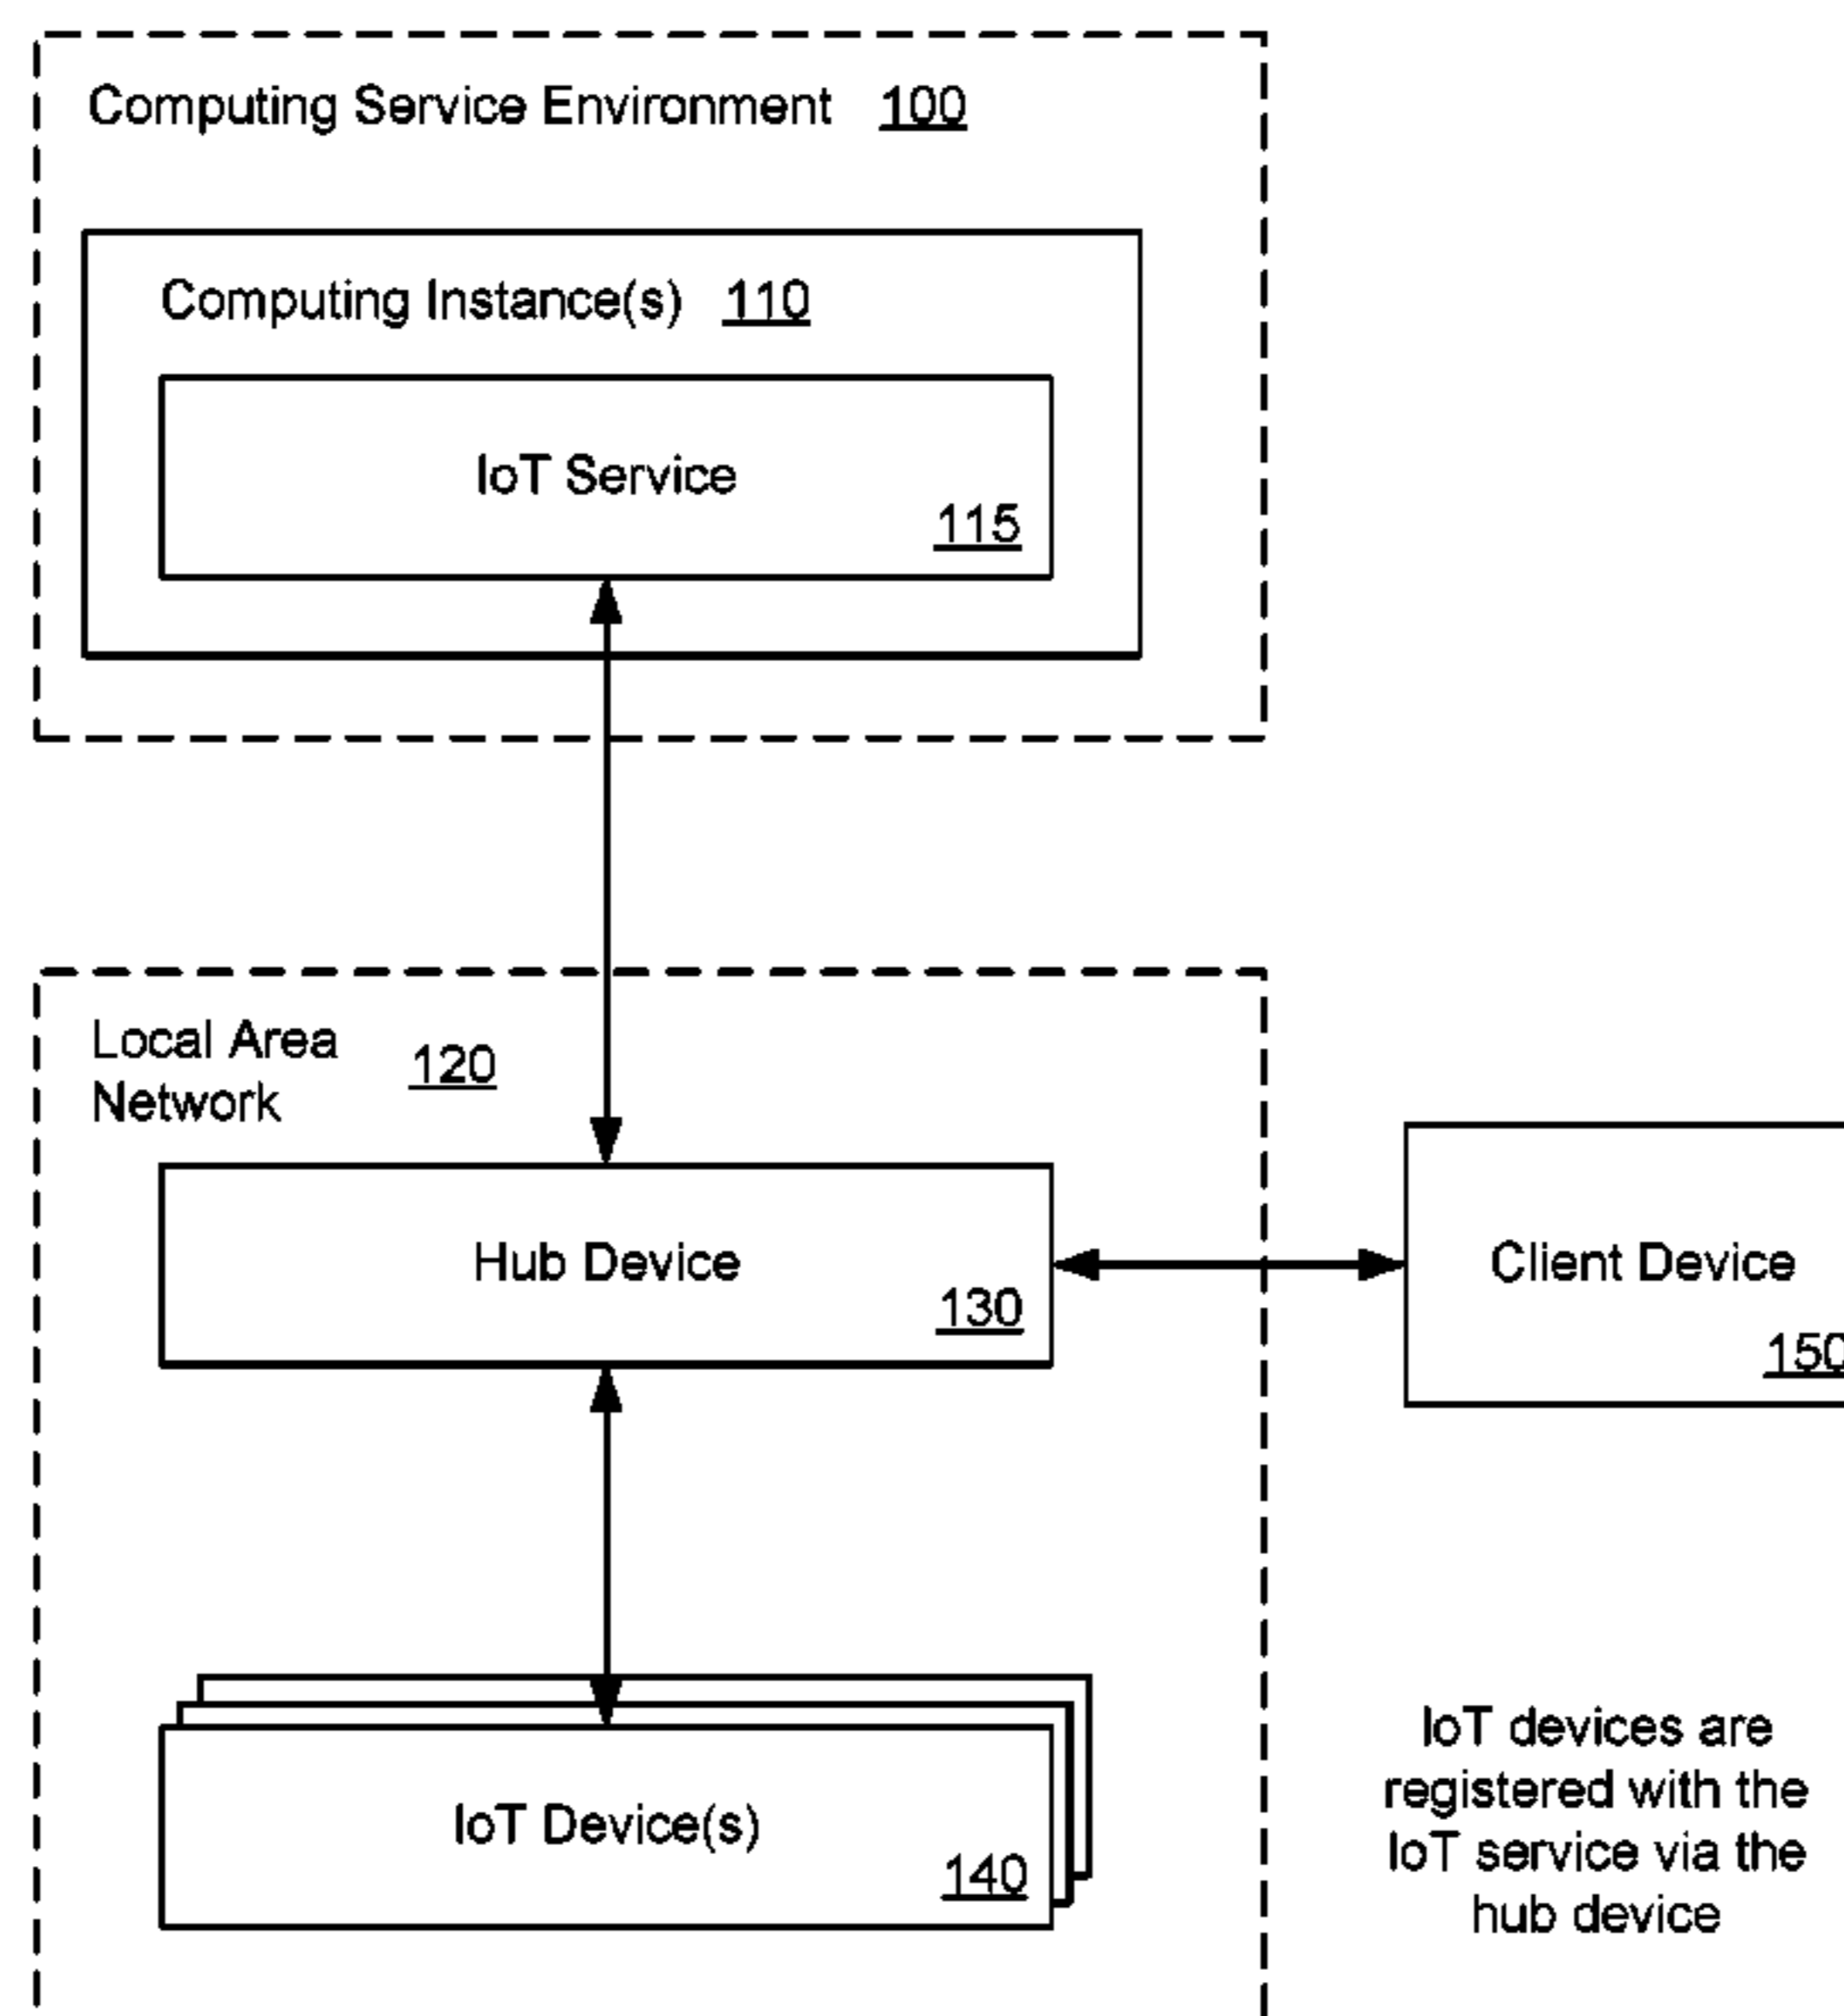 Computing Service Environment 100
Computing Instance(s) 110
IoT Service
115
Local Area
Network
120
Hub Device
130
Client Device
150
IoT Device(s)
140
IoT devices are
registered with the
IoT service via the
hub device